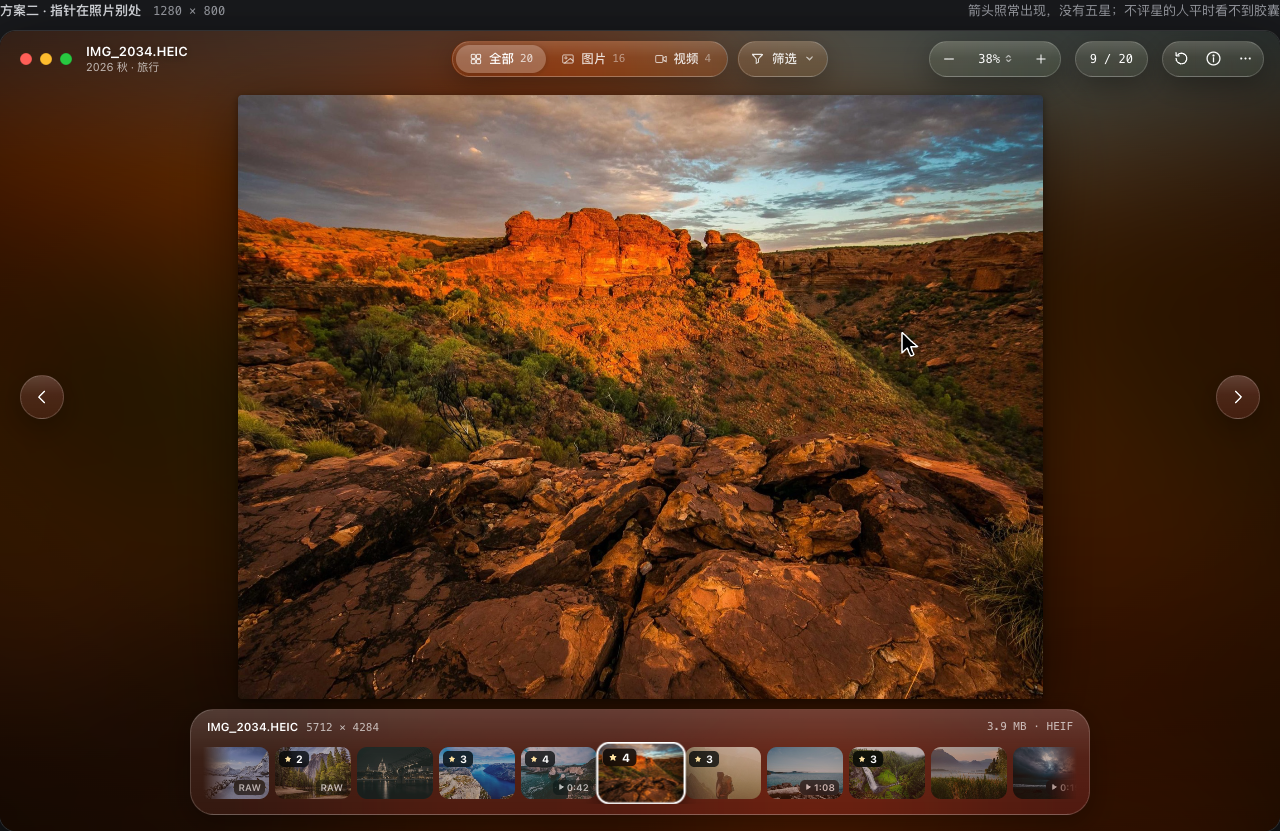 方案二 · 指针在照片别处 1280 × 800
箭头照常出现，没有五星；不评星的人平时看不到胶囊
IMG_2034.HEIC
2026 秋 · 旅行
全部 20 图片 16 视频 4
筛选
38%
9 / 20
IMG_2034.HEIC 5712 × 4284
3.9 MB · HEIF
RAW
2 RAW
3
4 0:42
4
3
1:08
3